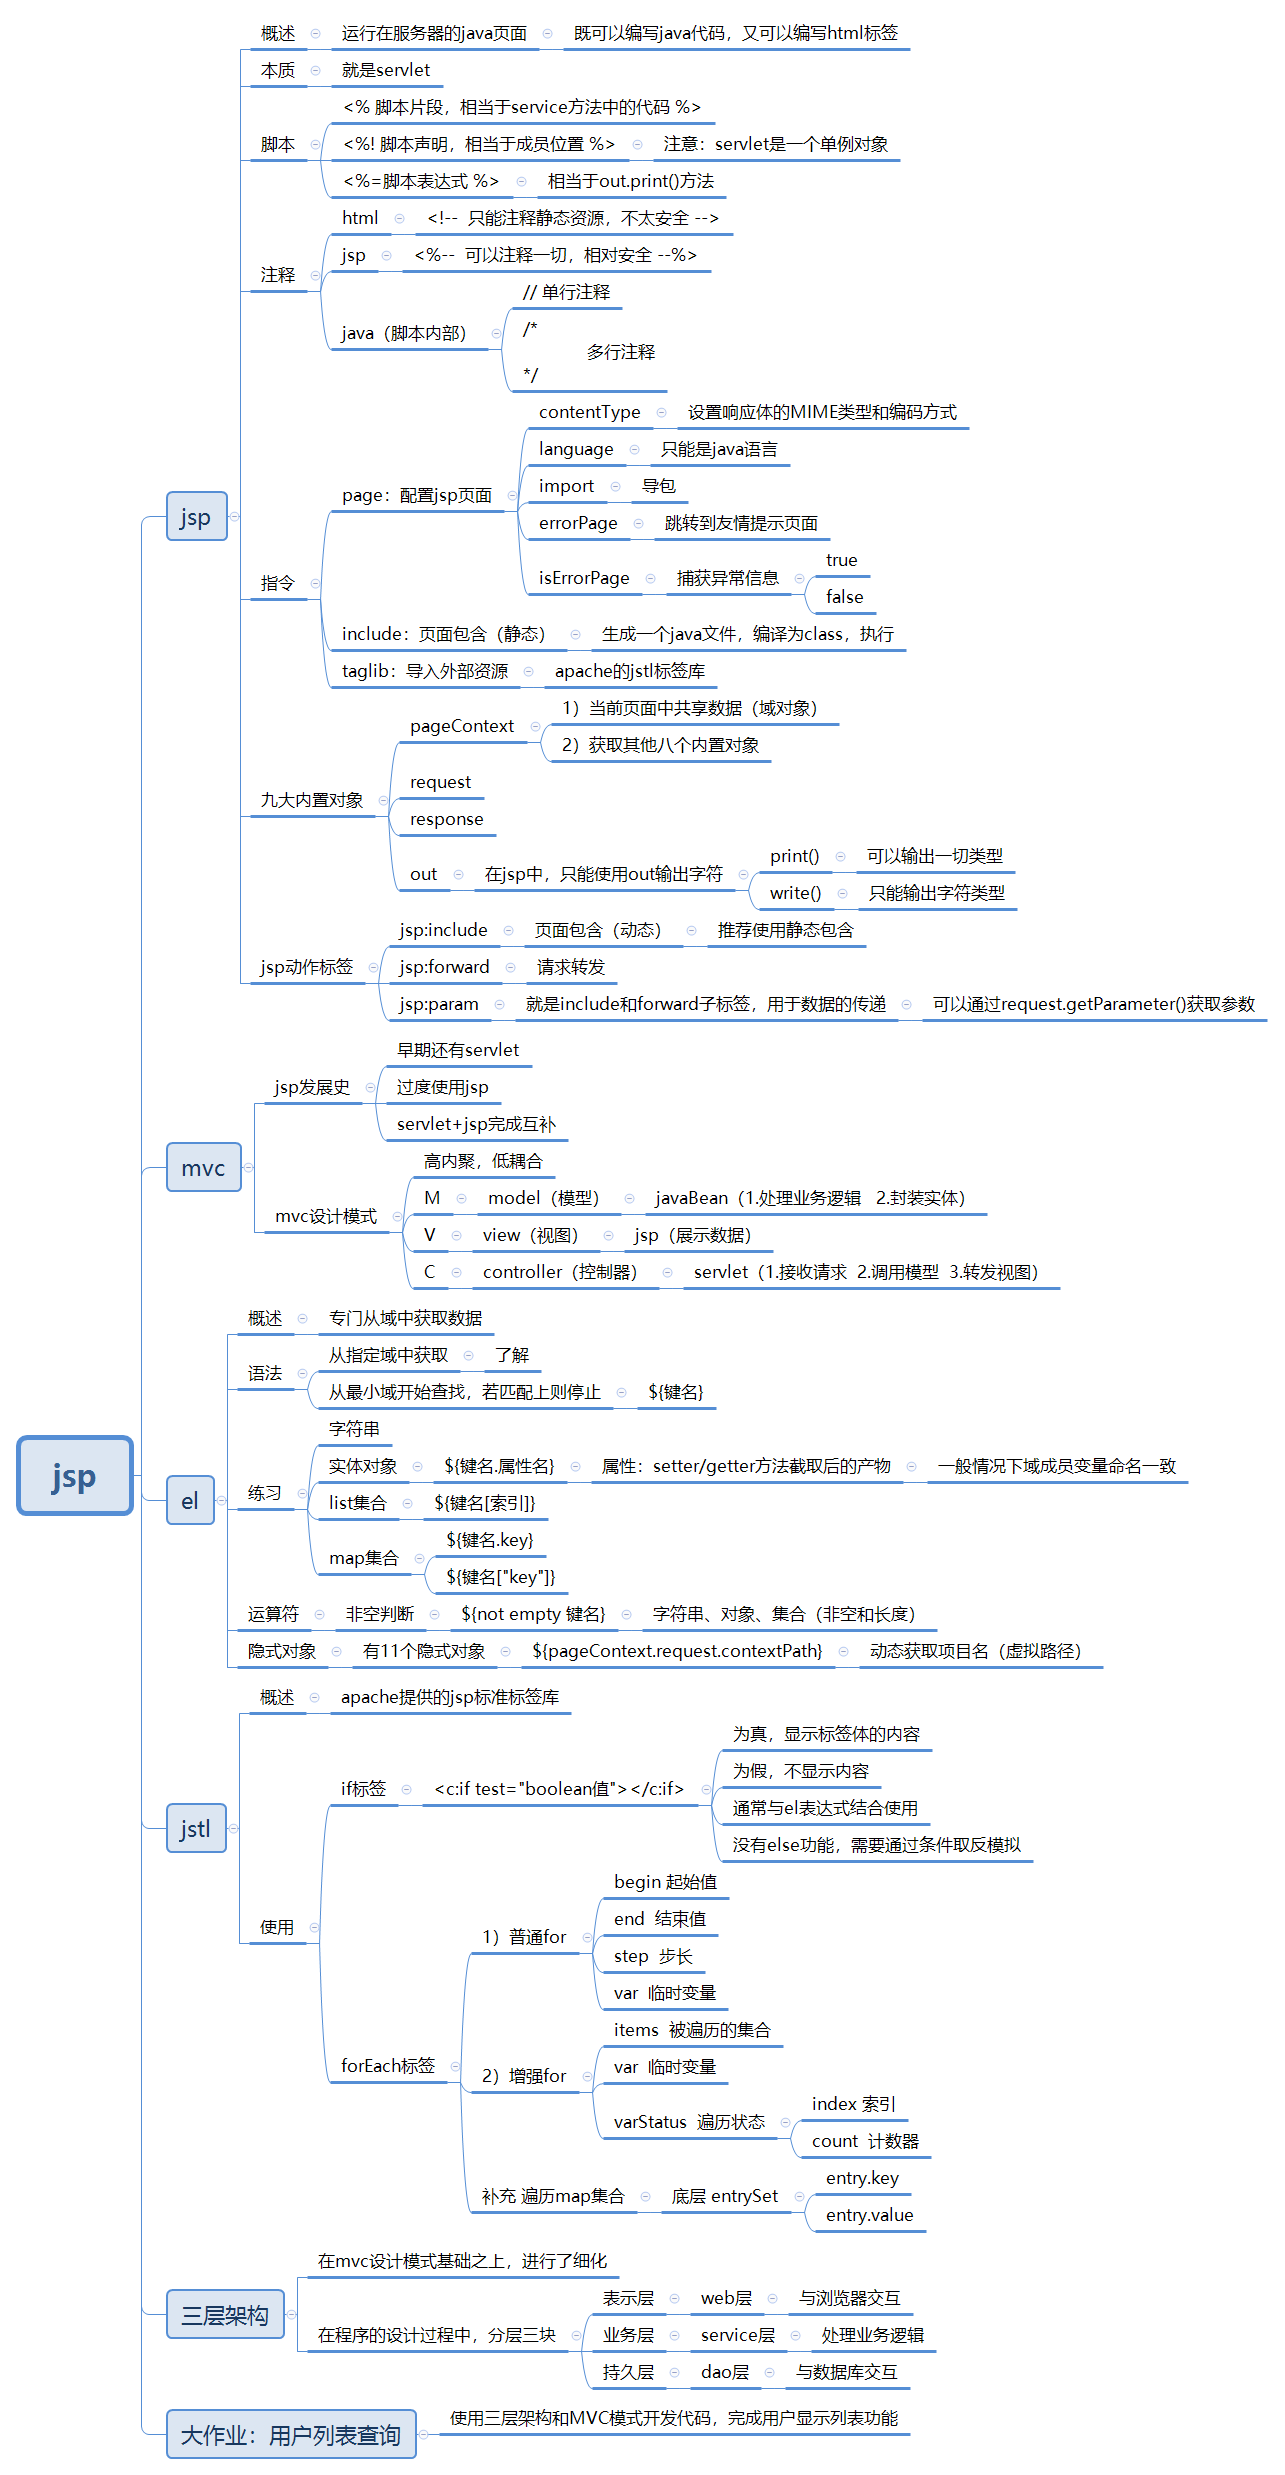 jsp
jsp
概述
运行在服务器的java页面
既可以编写java代码，又可以编写html标签
本质
就是servlet
脚本
<% 脚本片段，相当于service方法中的代码 %>
<%! 脚本声明，相当于成员位置 %>
注意：servlet是一个单例对象
<%=脚本表达式 %>
相当于out.print()方法
注释
html
<!--  只能注释静态资源，不太安全 -->
jsp
<%--  可以注释一切，相对安全 --%>
java（脚本内部）
// 单行注释
/*
多行注释
*/
指令
page：配置jsp页面
contentType
设置响应体的MIME类型和编码方式
language
只能是java语言
import
导包
errorPage
跳转到友情提示页面
isErrorPage
捕获异常信息
true
false
include：页面包含（静态）
生成一个java文件，编译为class，执行
taglib：导入外部资源
apache的jstl标签库
九大内置对象
pageContext
1）当前页面中共享数据（域对象）
2）获取其他八个内置对象
request
response
out
在jsp中，只能使用out输出字符
print()
可以输出一切类型
write()
只能输出字符类型
jsp动作标签
jsp:include
页面包含（动态）
推荐使用静态包含
jsp:forward
请求转发
jsp:param
就是include和forward子标签，用于数据的传递
可以通过request.getParameter()获取参数
mvc
jsp发展史
早期还有servlet
过度使用jsp
servlet+jsp完成互补
mvc设计模式
高内聚，低耦合
M
model（模型）
javaBean（1.处理业务逻辑   2.封装实体）
V
view（视图）
jsp（展示数据）
C
controller（控制器）
servlet（1.接收请求  2.调用模型  3.转发视图）
el
概述
专门从域中获取数据
语法
从指定域中获取
了解
从最小域开始查找，若匹配上则停止
${键名}
练习
字符串
实体对象
${键名.属性名}
属性：setter/getter方法截取后的产物
一般情况下域成员变量命名一致
list集合
${键名[索引]}
map集合
${键名.key}
${键名["key"]}
运算符
非空判断
${not empty 键名}
字符串、对象、集合（非空和长度）
隐式对象
有11个隐式对象
${pageContext.request.contextPath}
动态获取项目名（虚拟路径）
jstl
概述
apache提供的jsp标准标签库
使用
if标签
<c:if test="boolean值"></c:if>
为真，显示标签体的内容
为假，不显示内容
通常与el表达式结合使用
没有else功能，需要通过条件取反模拟
forEach标签
1）普通for
begin 起始值
end  结束值
step  步长
var  临时变量
2）增强for
items  被遍历的集合
var  临时变量
varStatus  遍历状态
index 索引
count  计数器
补充 遍历map集合
底层 entrySet
entry.key
entry.value
三层架构
在mvc设计模式基础之上，进行了细化
在程序的设计过程中，分层三块
表示层
web层
与浏览器交互
业务层
service层
处理业务逻辑
持久层
dao层
与数据库交互
大作业：用户列表查询
使用三层架构和MVC模式开发代码，完成用户显示列表功能